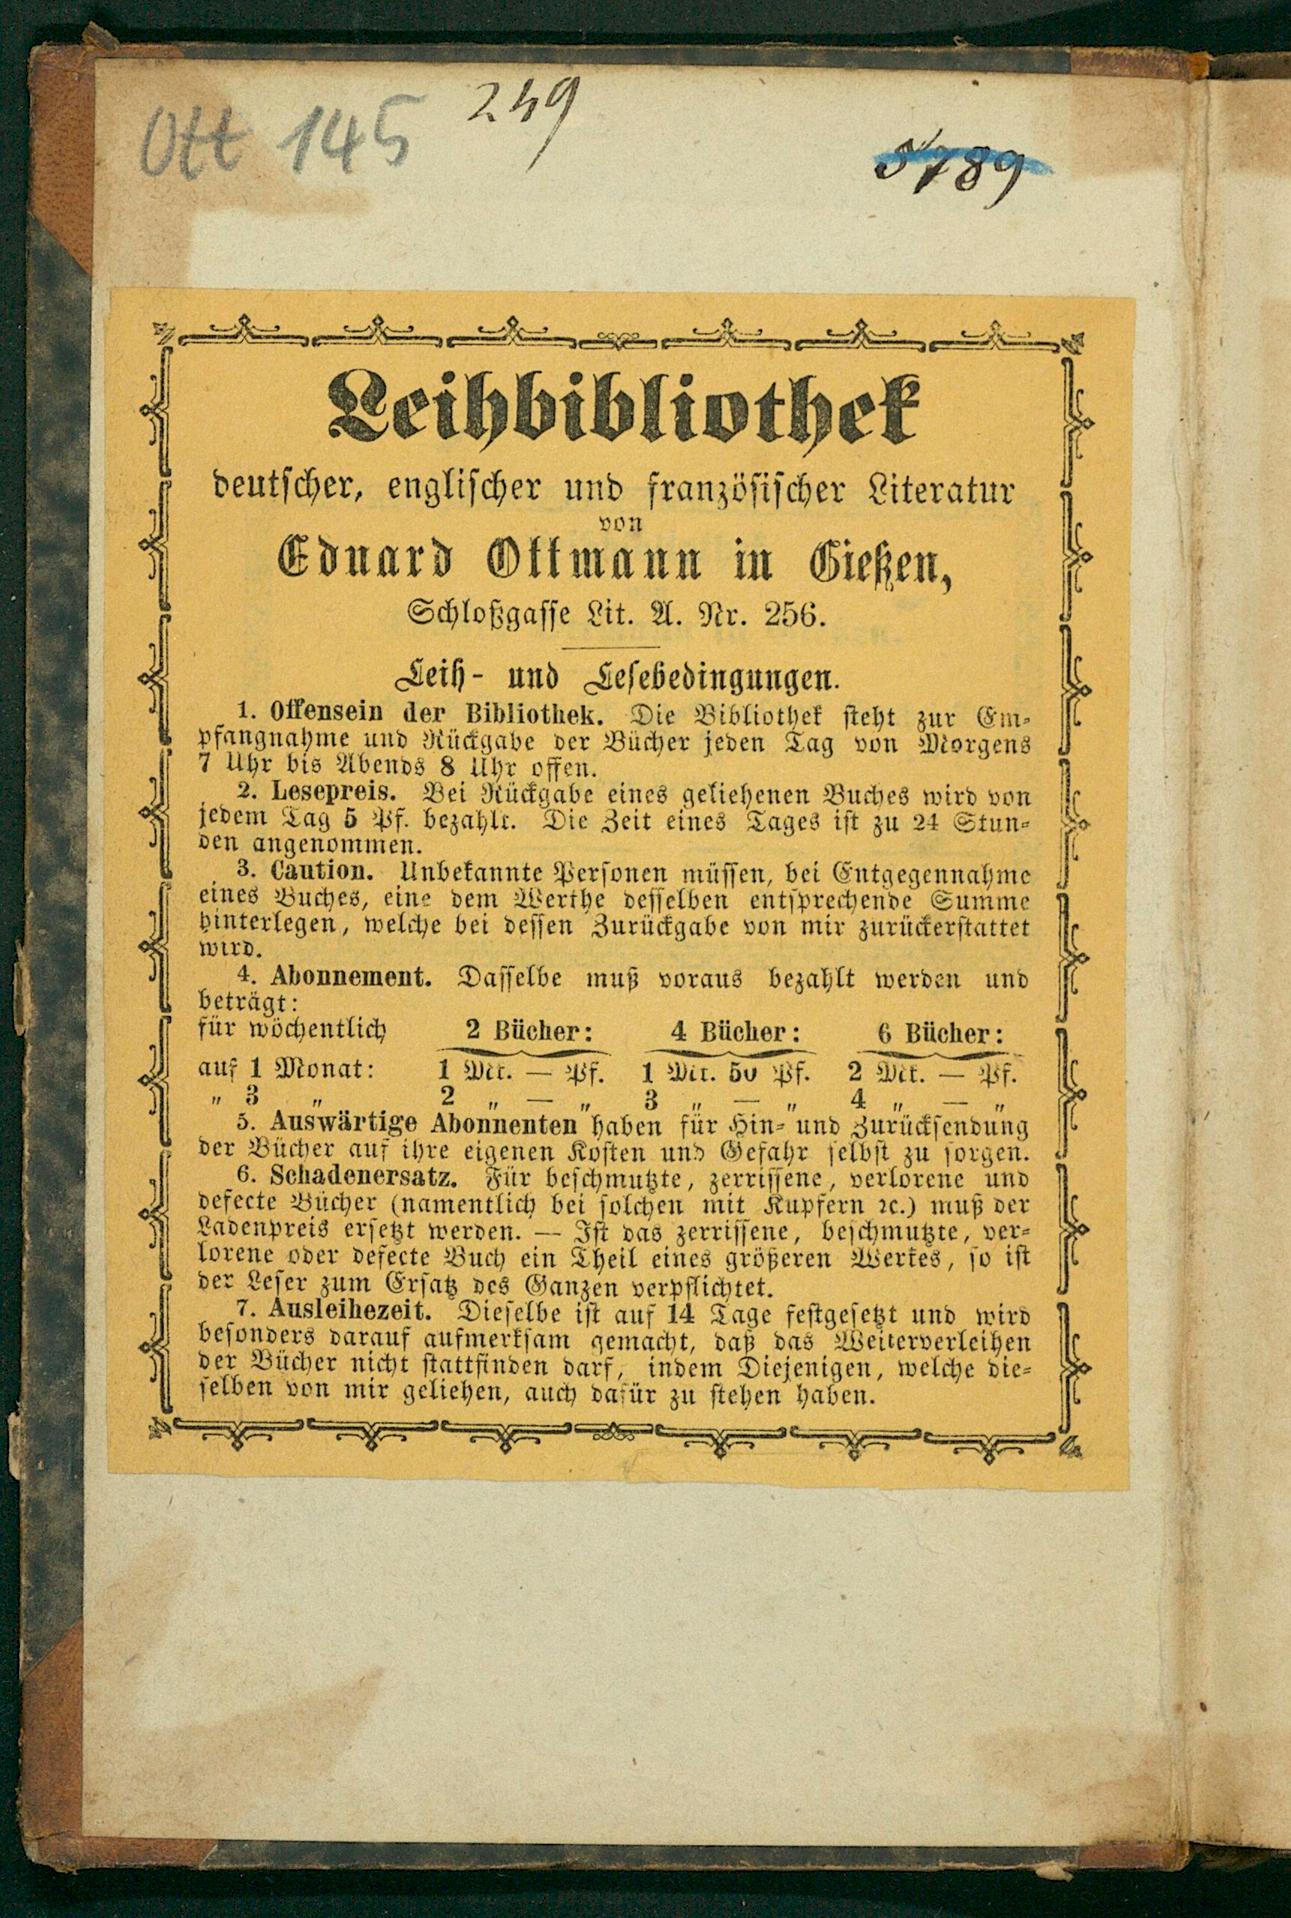 Ott 145
249
5789
Leihbibliothek
deutscher, englischer und französischer Literatur
von
Eduard Ottmann in Gießen,
Schloßgasse Lit. A. Nr. 256.
Leih- und Lesebedingungen.
1. Offensein der Bibliothek. Die Bibliothek steht zur Em-
pfangnahme und Rückgabe der Bücher jeden Tag von Morgens
7 Uhr bis Abends 8 Uhr offen.
2. Lesepreis. Bei Rückgabe eines geliehenen Buches wird von
jedem Tag 5 Pf. bezahlt. Die Zeit eines Tages ist zu 24 Stun-
den angenommen.
3. Caution. Unbekannte Personen müssen, bei Entgegennahme
eines Buches, eine dem Werthe desselben entsprechende Summe
hinterlegen, welche bei dessen Zurückgabe von mir zurückerstattet
wird.
4. Abonnement. Dasselbe muß voraus bezahlt werden und
beträgt:
für wöchentlich 2 Bücher: 4 Bücher: 6 Bücher:
auf 1 Monat: 1 Mk. — Pf. 1 Mk. 50 Pf. 2 Mk. — Pf.
„ 3 „ 2 „ — „ 3 „ — „ 4 „ — „
5. Auswärtige Abonnenten haben für Hin- und Zurücksendung
der Bücher auf ihre eigenen Kosten und Gefahr selbst zu sorgen.
6. Schadenersatz. Für beschmutzte, zerrissene, verlorene und
defecte Bücher (namentlich bei solchen mit Kupfern ꝛc.) muß der
Ladenpreis ersetzt werden. — Ist das zerrissene, beschmutzte, ver-
lorene oder defecte Buch ein Theil eines größeren Werkes, so ist
der Leser zum Ersatz des Ganzen verpflichtet.
7. Ausleihezeit. Dieselbe ist auf 14 Tage festgesetzt und wird
besonders darauf aufmerksam gemacht, daß das Weiterverleihen
der Bücher nicht stattfinden darf, indem Diejenigen, welche die-
selben von mir geliehen, auch dafür zu stehen haben.